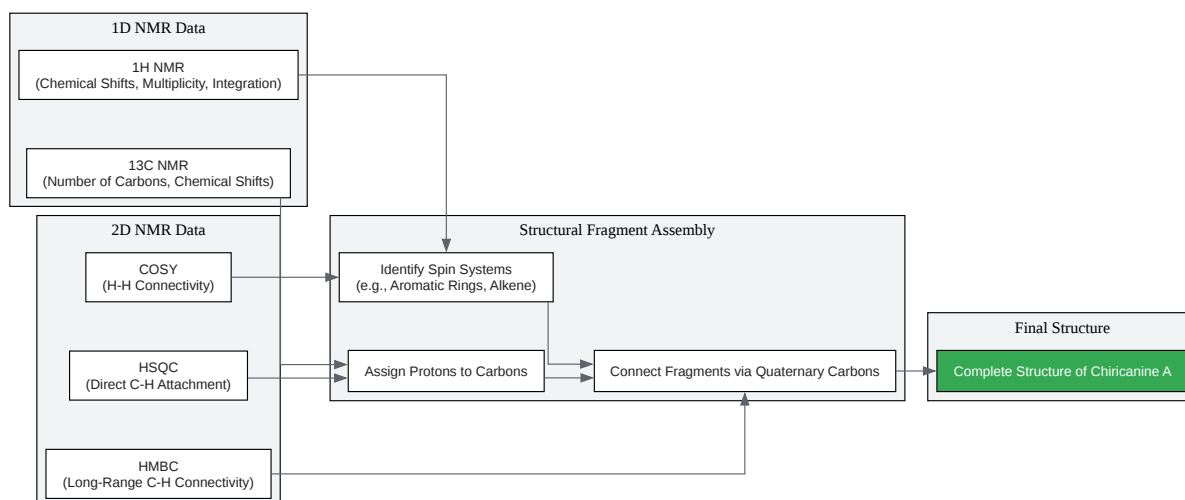 1D NMR Data
1H NMR
(Chemical Shifts, Multiplicity, Integration)
13C NMR
(Number of Carbons, Chemical Shifts)
2D NMR Data
COSY
(H-H Connectivity)
HSQC
(Direct C-H Attachment)
HMBC
(Long-Range C-H Connectivity)
Structural Fragment Assembly
Identify Spin Systems
(e.g., Aromatic Rings, Alkene)
Assign Protons to Carbons
Connect Fragments via Quaternary Carbons
Final Structure
Complete Structure of Chiricanine A